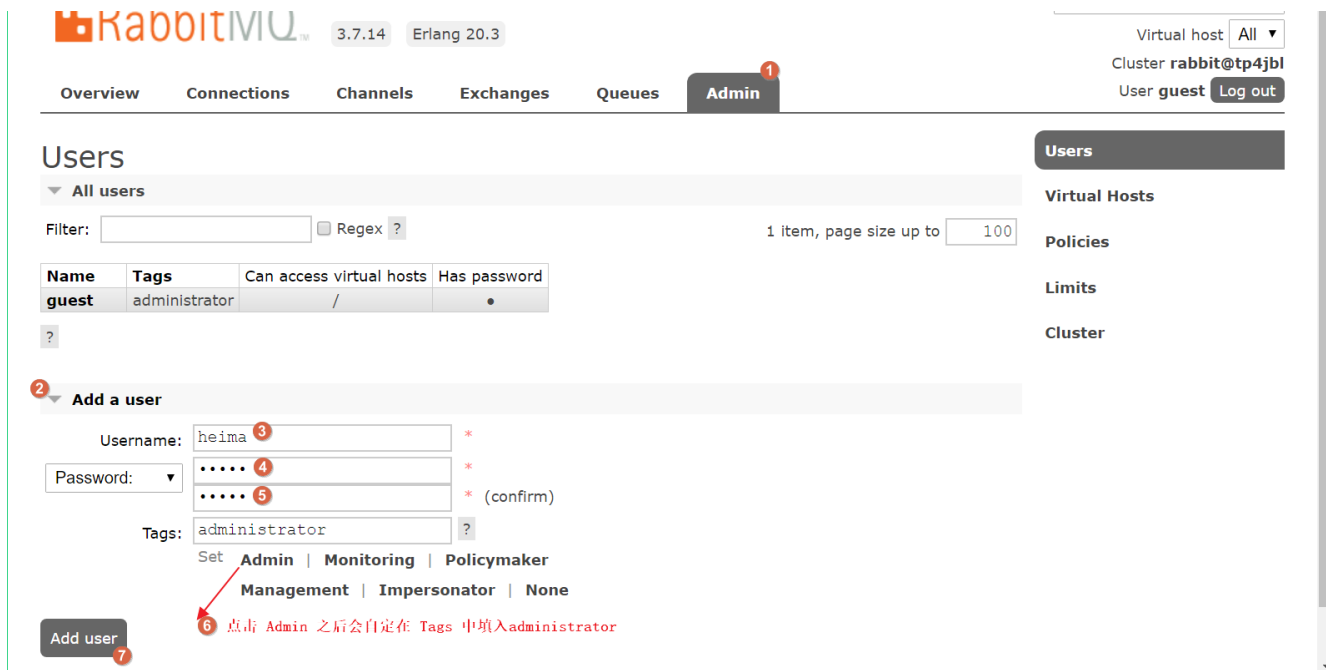 RabbitMQ TM 3.7.14 Erlang 20.3
Virtual host All
Cluster rabbit@tp4jbl
User guest Log out
1
Overview Connections Channels Exchanges Queues Admin
Users
All users
Filter: Regex ? 1 item, page size up to 100
Name Tags Can access virtual hosts Has password
guest administrator / ●
?
Users
Virtual Hosts
Policies
Limits
Cluster
2 Add a user
Username: heima 3 *
Password: ••••• 4 *
••••• 5 * (confirm)
Tags: administrator ?
Set Admin | Monitoring | Policymaker
Management | Impersonator | None
6 点击 Admin 之后会自定在 Tags 中填入administrator
Add user
7